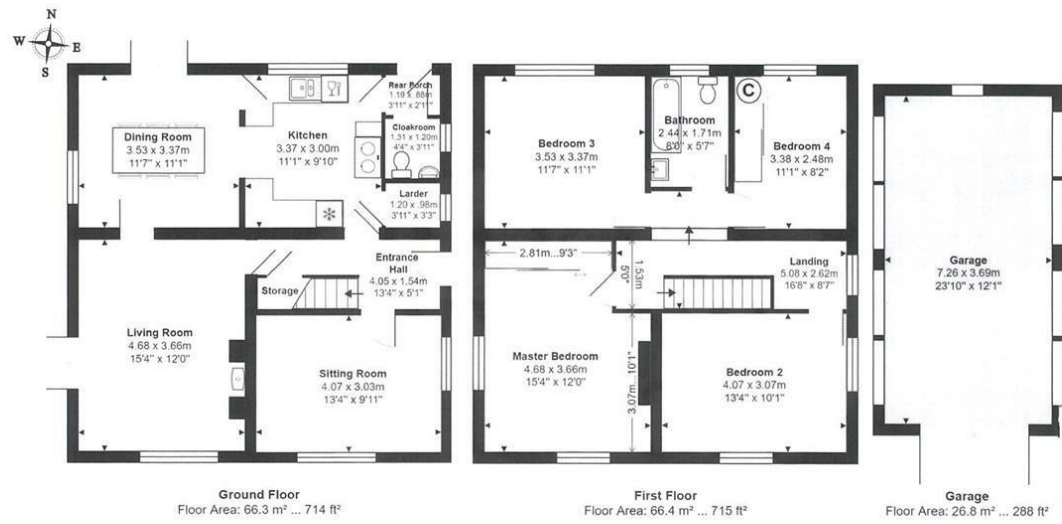 N
W E
S
Dining Room
3.53 x 3.37m
11'7" x 11'1"
Kitchen
3.37 x 3.00m
11'1" x 9'10"
Rear Porch
1.19 x .88m
3'11" x 2'11"
Cloakroom
1.31 x 1.20m
4'4" x 3'11"
Larder
1.20 x .98m
3'11" x 3'3"
Entrance
Hall
4.05 x 1.54m
13'4" x 5'1"
Storage
Living Room
4.68 x 3.66m
15'4" x 12'0"
Sitting Room
4.07 x 3.03m
13'4" x 9'11"
Ground Floor
Floor Area: 66.3 m² ... 714 ft²
Bedroom 3
3.53 x 3.37m
11'7" x 11'1"
Bathroom
2.44 x 1.71m
8'0" x 5'7"
C
Bedroom 4
3.38 x 2.48m
11'1" x 8'2"
2.81m...9'3"
1.53m
5'0"
Landing
5.08 x 2.62m
16'8" x 8'7"
Master Bedroom
4.68 x 3.66m
15'4" x 12'0"
3.07m...10'1"
Bedroom 2
4.07 x 3.07m
13'4" x 10'1"
First Floor
Floor Area: 66.4 m² ... 715 ft²
Garage
7.26 x 3.69m
23'10" x 12'1"
Garage
Floor Area: 26.8 m² ... 288 ft²